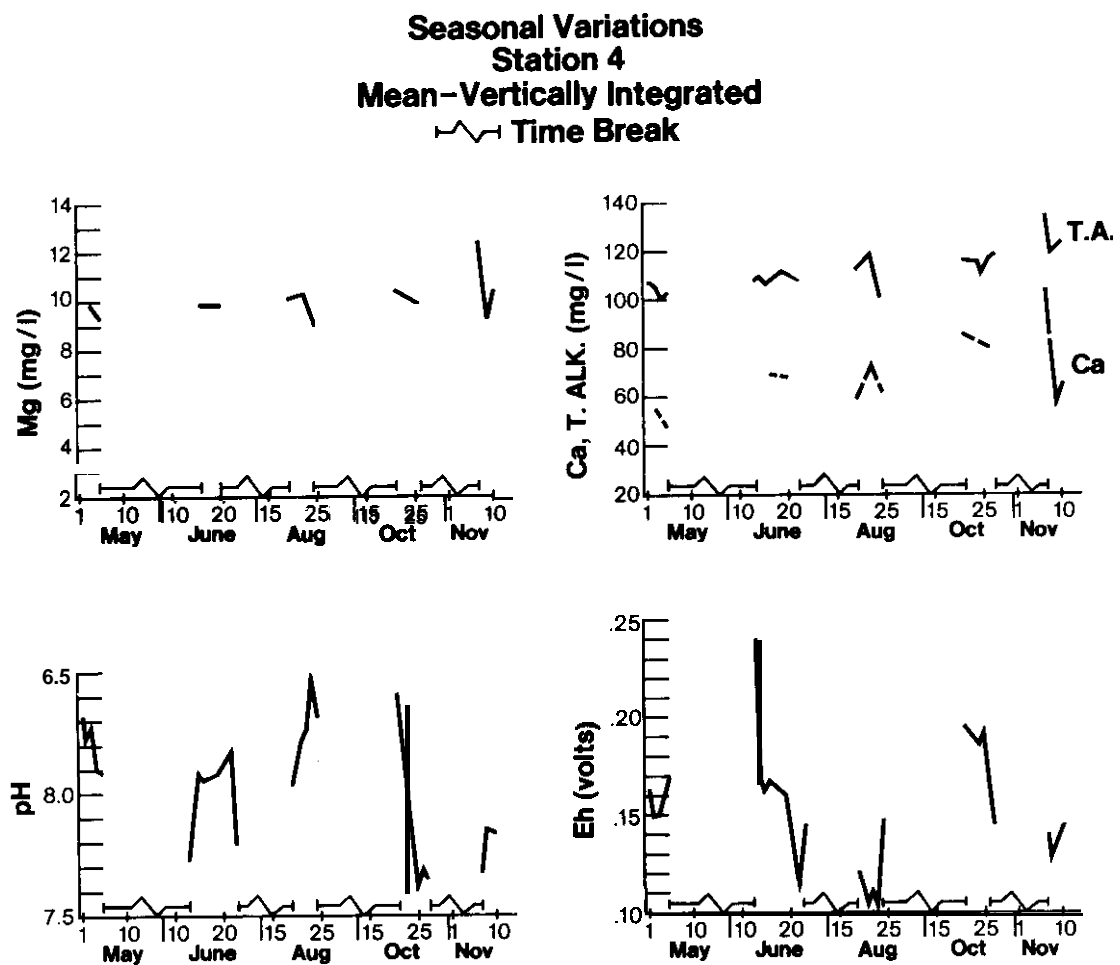 Seasonal Variations
Station 4
Mean-Vertically Integrated
Time Break
Mg (mg/l)
14
12
10
8
6
4
2
10 10 20 15 25 15 25 1 10
May June Aug Oct Nov
Ca, T. ALK. (mg/l)
140
120
100
80
60
40
20
T.A.
Ca
1 10 10 20 15 25 15 25 1 10
May June Aug Oct Nov
pH
6.5
8.0
7.5
1 10 10 20 15 25 15 25 1 10
May June Aug Oct Nov
Eh (volts)
.25
.20
.15
.10
1 10 10 20 15 25 15 25 1 10
May June Aug Oct Nov